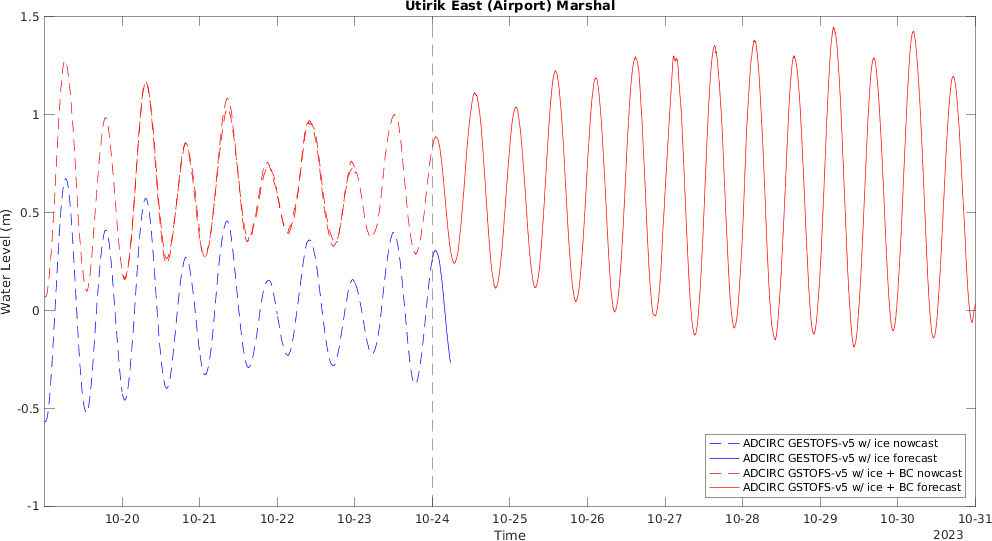 Utirik East (Airport) Marshal
1.5
1
0.5
0
-0.5
-1
Water Level (m)
ADCIRC GESTOFS-v5 w/ ice nowcast
ADCIRC GESTOFS-v5 w/ ice forecast
ADCIRC GSTOFS-v5 w/ ice + BC nowcast
ADCIRC GSTOFS-v5 w/ ice + BC forecast
10-20 10-21 10-22 10-23 10-24 10-25 10-26 10-27 10-28 10-29 10-30 10-31
Time
2023